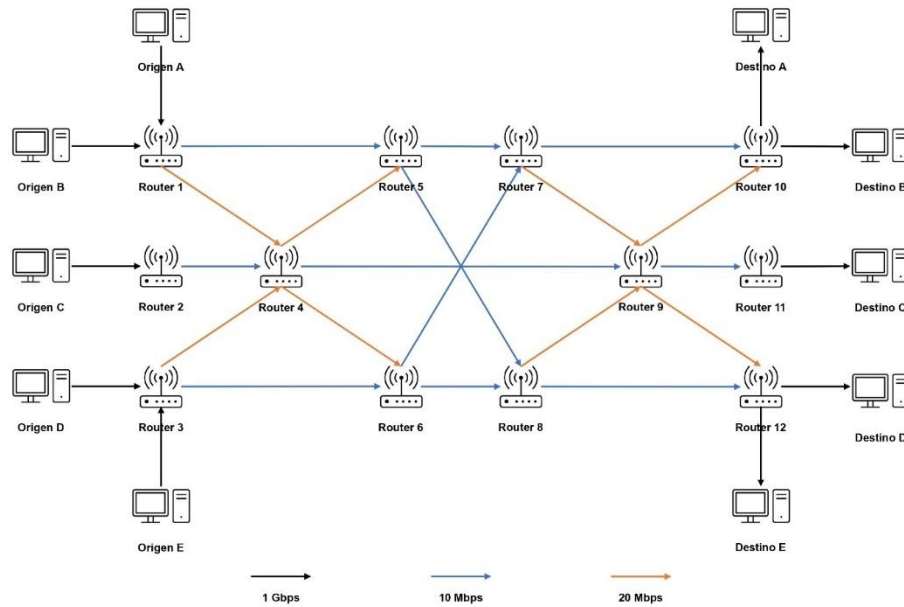 Origen A
Destino A
Origen B
Router 1
Router 5
Router 7
Router 10
Destino B
Origen C
Router 2
Router 4
Router 9
Router 11
Destino C
Origen D
Router 3
Router 6
Router 8
Router 12
Destino D
Origen E
Destino E
1 Gbps
10 Mbps
20 Mbps